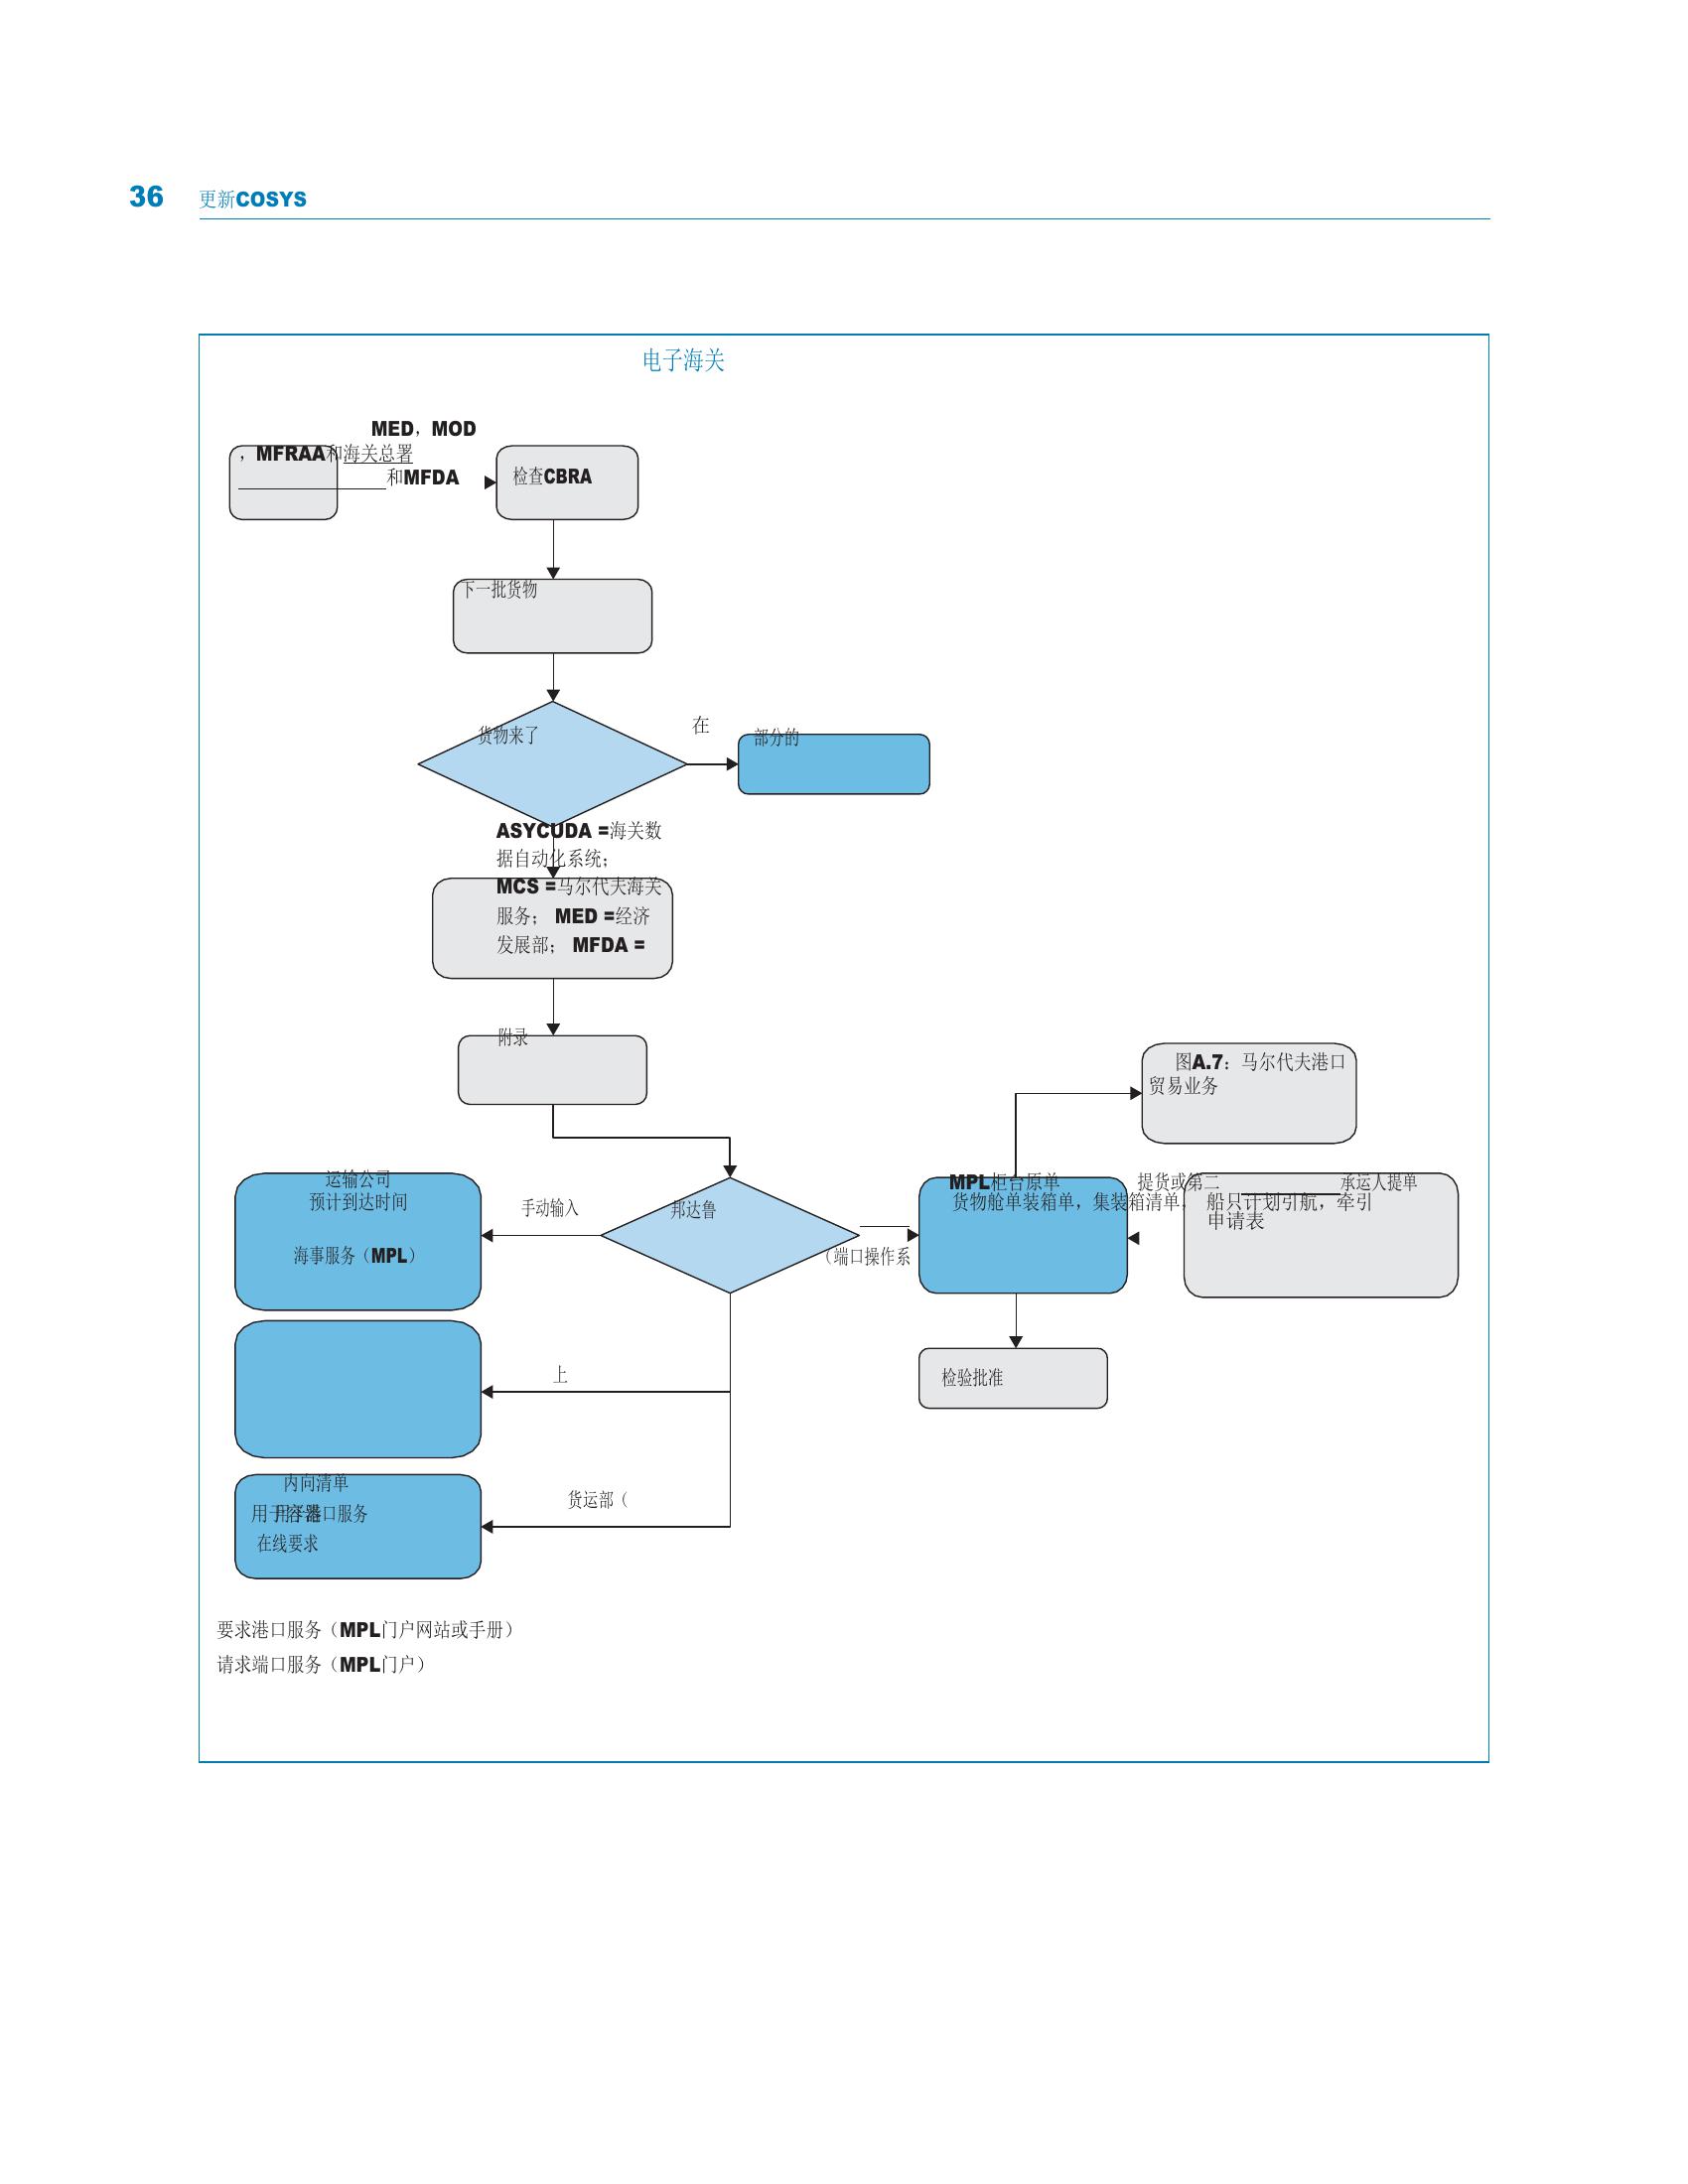 36 更新COSYS
电子海关
MED，MOD
，MFRAA和海关总署
和MFDA
检查CBRA
下一批货物
货物来了
在
部分的
ASYCUDA =海关数
据自动化系统；
MCS =马尔代夫海关
服务； MED =经济
发展部； MFDA =
附录
图A.7：马尔代夫港口
贸易业务
运输公司
预计到达时间
海事服务（MPL）
手动输入
邦达鲁
（端口操作系
MPL柜台原单
提货或第二
承运人提单
货物舱单装箱单，集装箱清单， 船只计划引航，牵引
申请表
上
检验批准
内向清单
用于港口服务
在线要求
货运部（
要求港口服务（MPL门户网站或手册）
请求端口服务（MPL门户）